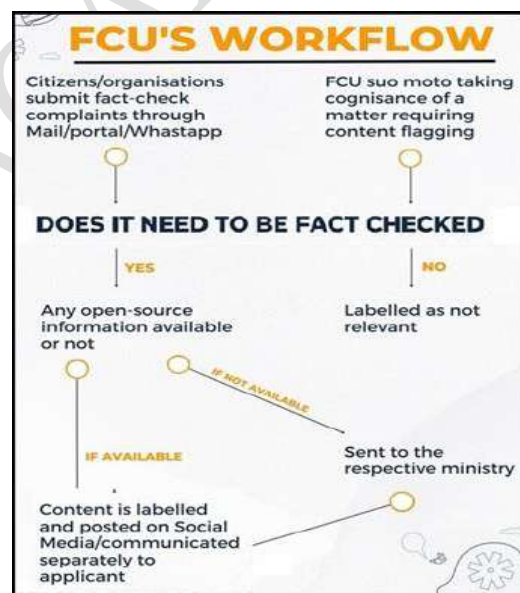 FCU'S WORKFLOW
Citizens/organisations
submit fact-check
complaints through
Mail/portal/Whastapp
FCU suo moto taking
cognisance of a
matter requiring
content flagging
DOES IT NEED TO BE FACT CHECKED
YES
NO
Any open-source
information available
or not
Labelled as not
relevant
IF NOT AVAILABLE
IF AVAILABLE
Sent to the
respective ministry
Content is labelled
and posted on Social
Media/communicated
separately to
applicant